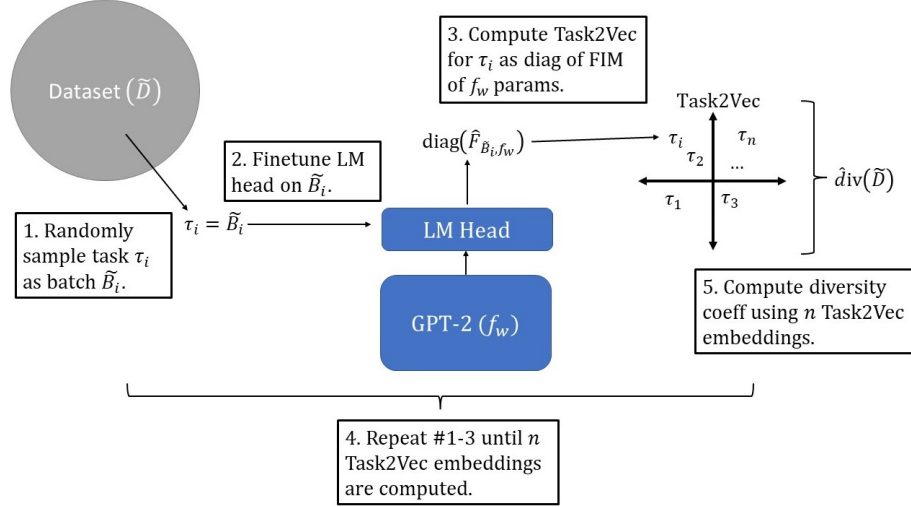 Dataset (D̃)
1. Randomly
sample task τᵢ
as batch B̃ᵢ.
τᵢ = B̃ᵢ
2. Finetune LM
head on B̃ᵢ.
LM Head
GPT-2 (f_w)
3. Compute Task2Vec
for τᵢ as diag of FIM
of f_w params.
diag(F̂_{B̃ᵢ,f_w})
Task2Vec
τᵢ τₙ
τ₂ ...
τ₁ τ₃
d̂iv(D̃)
5. Compute diversity
coeff using n Task2Vec
embeddings.
4. Repeat #1-3 until n
Task2Vec embeddings
are computed.